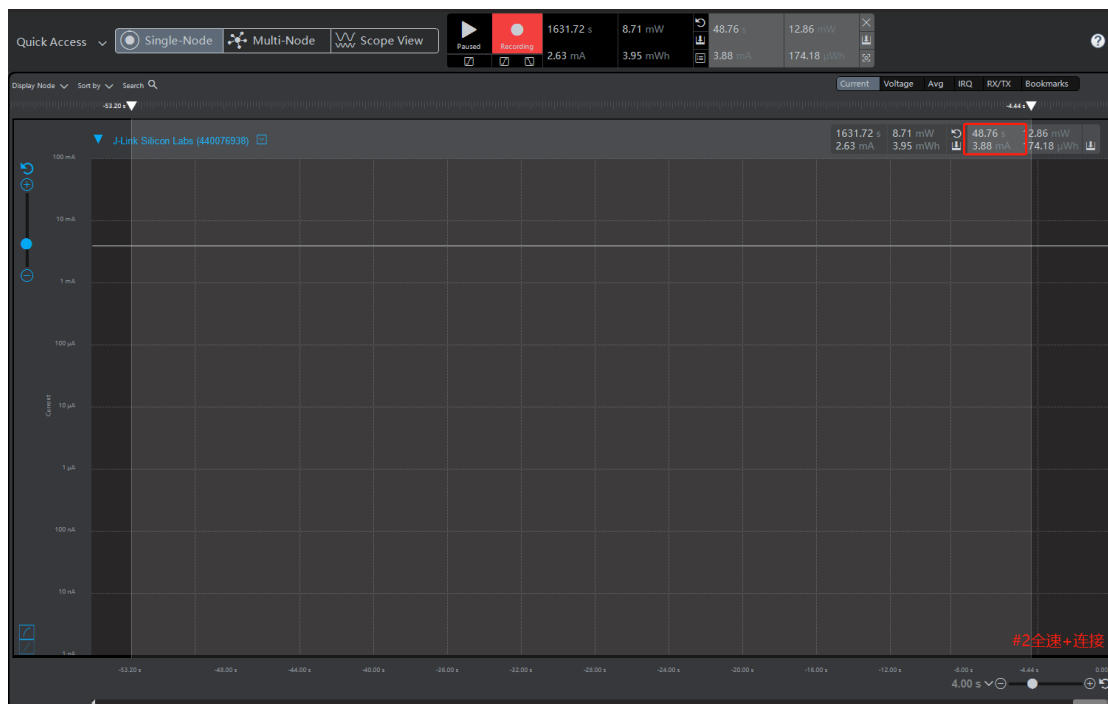 Quick Access Single-Node Multi-Node Scope View
Paused Recording
1631.72 s 8.71 mW 48.76 s 12.86 mW
2.63 mA 3.95 mWh 3.88 mA 174.18 µWh
Display Node Sort by Search Current Voltage Avg IRQ RX/TX Bookmarks
-53.20 s -4.44 s
J-Link Silicon Labs (440076938)
1631.72 s 8.71 mW 48.76 s 12.86 mW
2.63 mA 3.95 mWh 3.88 mA 174.18 µWh
100 mA
10 mA
1 mA
100 µA
Current
10 µA
1 µA
100 nA
10 nA
1 nA
#2全速+连接
-53.20 s -48.00 s -44.00 s -40.00 s -36.00 s -32.00 s -28.00 s -24.00 s -20.00 s -16.00 s -12.00 s -8.00 s -4.44 s 0.00
4.00 s